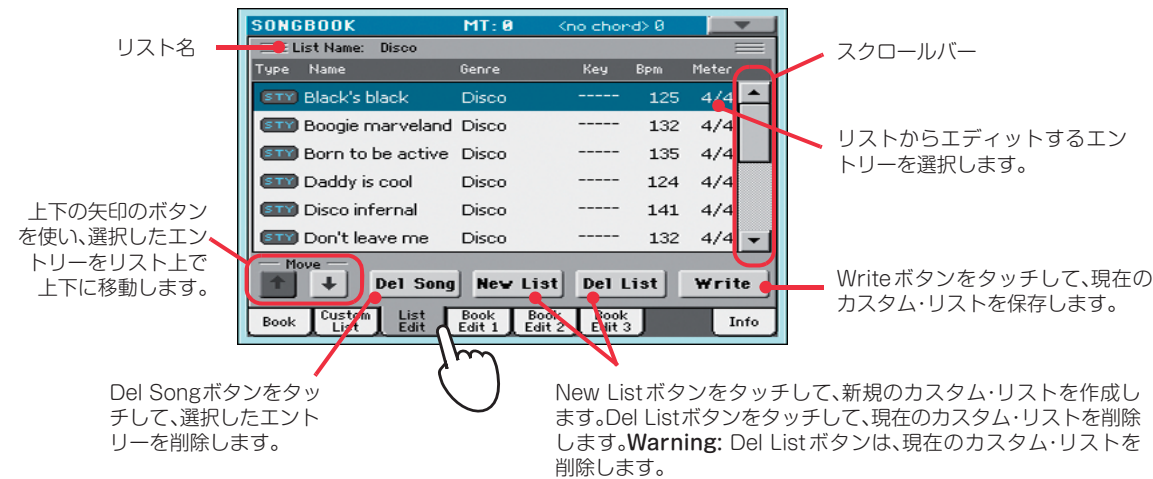 SONGBOOK MT: 0 <no chord> 0
List Name: Disco
Type Name Genre Key Bpm Meter
STY Black's black Disco ----- 125 4/4
STY Boogie marveland Disco ----- 132 4/4
STY Born to be active Disco ----- 135 4/4
STY Daddy is cool Disco ----- 124 4/4
STY Disco infernal Disco ----- 141 4/4
STY Don't leave me Disco ----- 132 4/4
Move
Del Song New List Del List Write
Book Custom List List Edit Book Edit 1 Book Edit 2 Book Edit 3 Info
リスト名
スクロールバー
リストからエディットするエン
トリーを選択します。
上下の矢印のボタン
を使い、選択したエン
トリーをリスト上で
上下に移動します。
Writeボタンをタッチして、現在の
カスタム・リストを保存します。
Del Songボタンをタッ
チして、選択したエント
リーを削除します。
New Listボタンをタッチして、新規のカスタム・リストを作成し
ます。Del Listボタンをタッチして、現在のカスタム・リストを削除
します。Warning: Del Listボタンは、現在のカスタム・リストを
削除します。